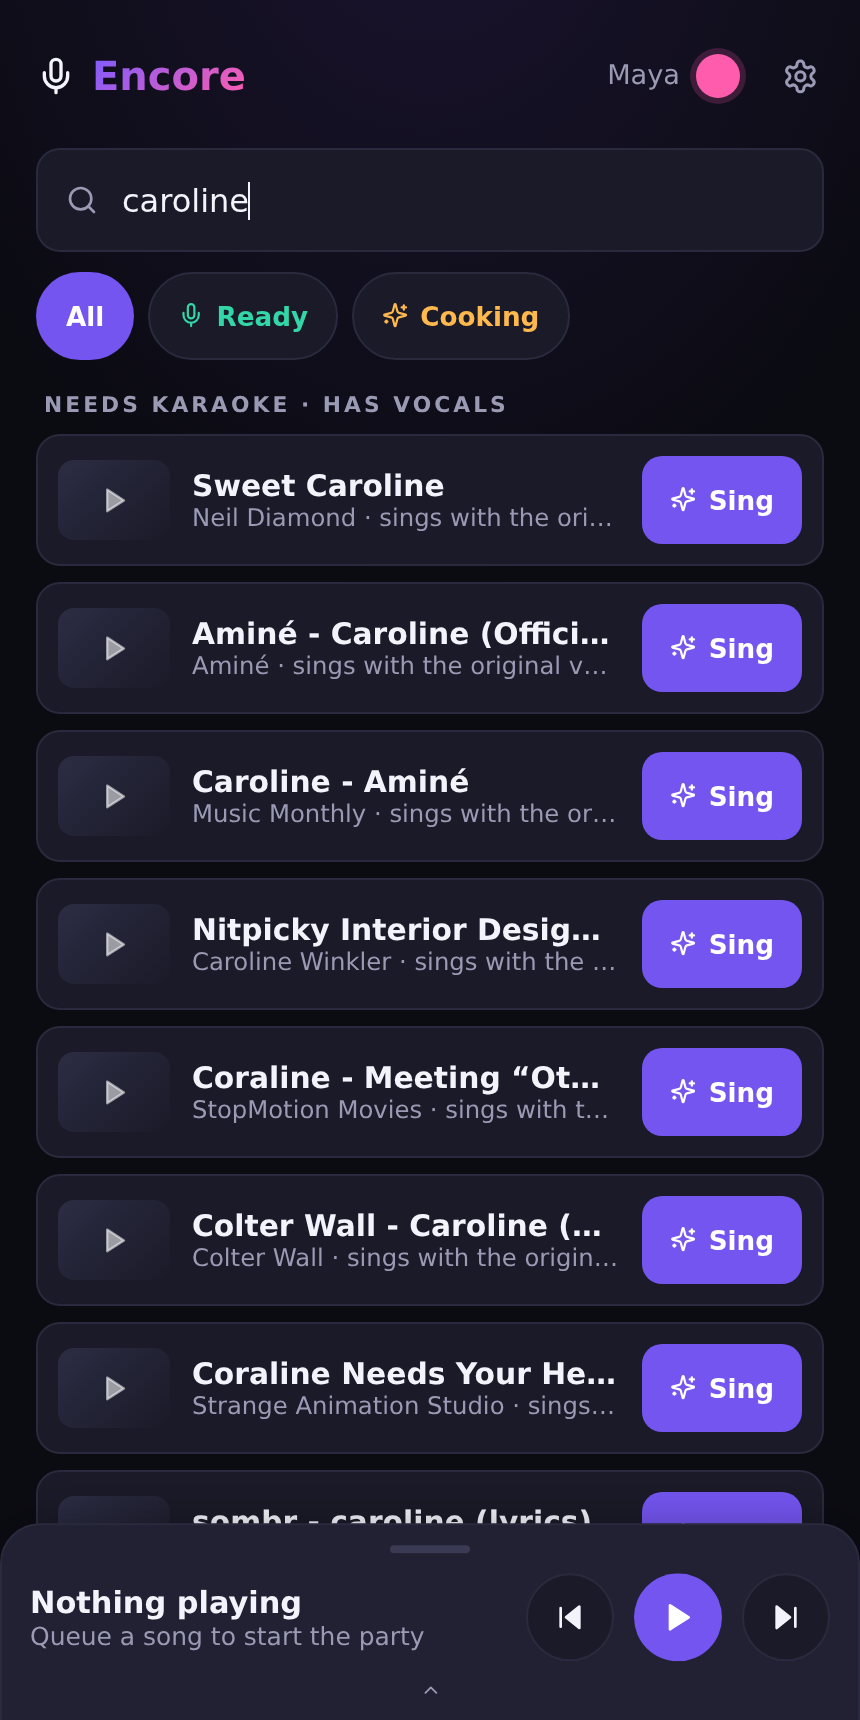 Encore
Maya
caroline
All
Ready
Cooking
NEEDS KARAOKE · HAS VOCALS
Sweet Caroline
Neil Diamond · sings with the ori...
Sing
Aminé - Caroline (Offici...
Aminé · sings with the original v...
Sing
Caroline - Aminé
Music Monthly · sings with the or...
Sing
Nitpicky Interior Desig...
Caroline Winkler · sings with the ...
Sing
Coraline - Meeting “Ot...
StopMotion Movies · sings with t...
Sing
Colter Wall - Caroline (...
Colter Wall · sings with the origin...
Sing
Coraline Needs Your He...
Strange Animation Studio · sings...
Sing
sombr - caroline (lyrics)
Nothing playing
Queue a song to start the party